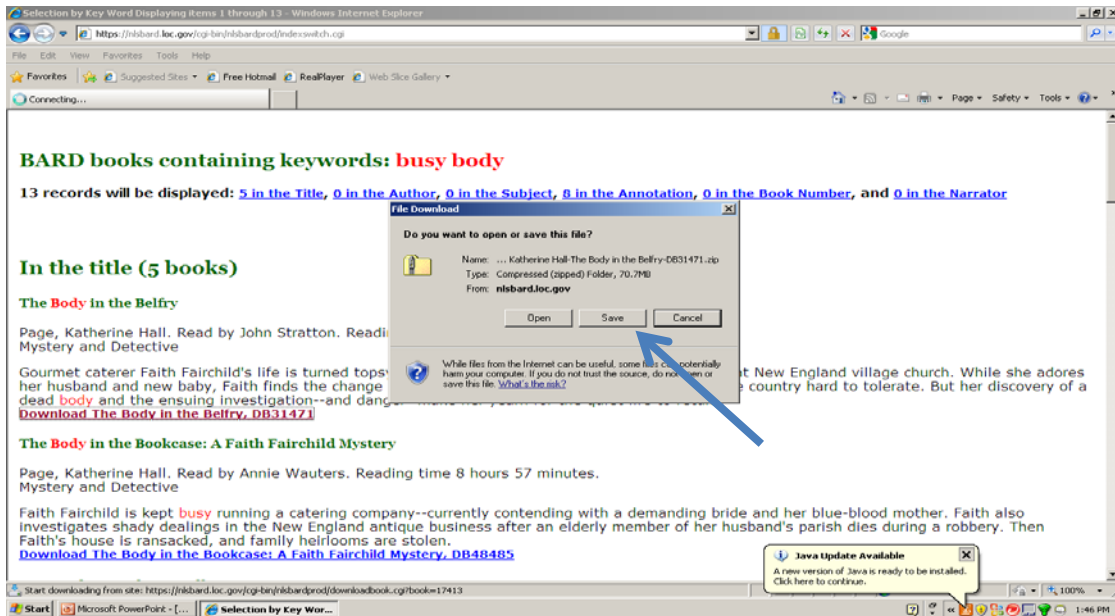 Selection by Key Word Displaying items 1 through 13 - Windows Internet Explorer
https://nlsbard.loc.gov/cgi-bin/nlsbardprod/indexswitch.cgi
Google
File Edit View Favorites Tools Help
Favorites Suggested Sites Free Hotmail RealPlayer Web Slice Gallery
Connecting...
Page Safety Tools
BARD books containing keywords: busy body
13 records will be displayed: 5 in the Title, 0 in the Author, 0 in the Subject, 8 in the Annotation, 0 in the Book Number, and 0 in the Narrator
File Download
Do you want to open or save this file?
Name: ... Katherine Hall-The Body in the Belfry-DB31471.zip
Type: Compressed (zipped) Folder, 70.7MB
From: nlsbard.loc.gov
Open Save Cancel
While files from the Internet can be useful, some files can potentially
harm your computer. If you do not trust the source, do not open or
save this file. What's the risk?
In the title (5 books)
The Body in the Belfry
Page, Katherine Hall. Read by John Stratton. Readi
Mystery and Detective
Gourmet caterer Faith Fairchild's life is turned topsy New England village church. While she adores
her husband and new baby, Faith finds the change country hard to tolerate. But her discovery of a
dead body and the ensuing investigation--and dang
Download The Body in the Belfry, DB31471
The Body in the Bookcase: A Faith Fairchild Mystery
Page, Katherine Hall. Read by Annie Wauters. Reading time 8 hours 57 minutes.
Mystery and Detective
Faith Fairchild is kept busy running a catering company--currently contending with a demanding bride and her blue-blood mother. Faith also
investigates shady dealings in the New England antique business after an elderly member of her husband's parish dies during a robbery. Then
Faith's house is ransacked, and family heirlooms are stolen.
Download The Body in the Bookcase: A Faith Fairchild Mystery, DB48485
Java Update Available
A new version of Java is ready to be installed.
Click here to continue.
Start downloading from site: https://nlsbard.loc.gov/cgi-bin/nlsbardprod/downloadbook.cgi?book=17413
100%
Start Microsoft PowerPoint - [... Selection by Key Wor...
1:46 PM